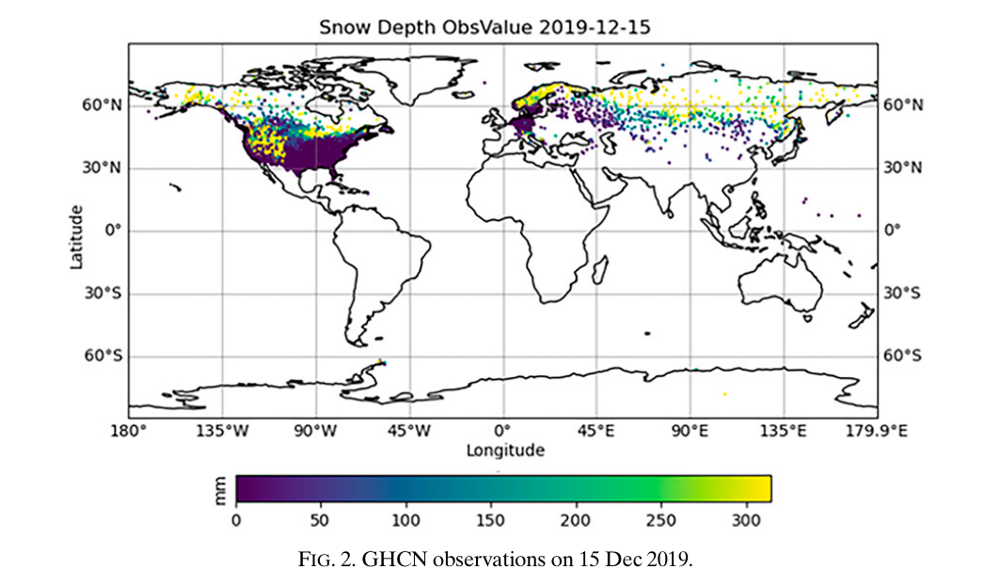 Snow Depth ObsValue 2019-12-15
60°N 60°N
30°N 30°N
0° 0°
30°S 30°S
60°S 60°S
Latitude
180° 135°W 90°W 45°W 0° 45°E 90°E 135°E 179.9°E
Longitude
mm
0 50 100 150 200 250 300
FIG. 2. GHCN observations on 15 Dec 2019.